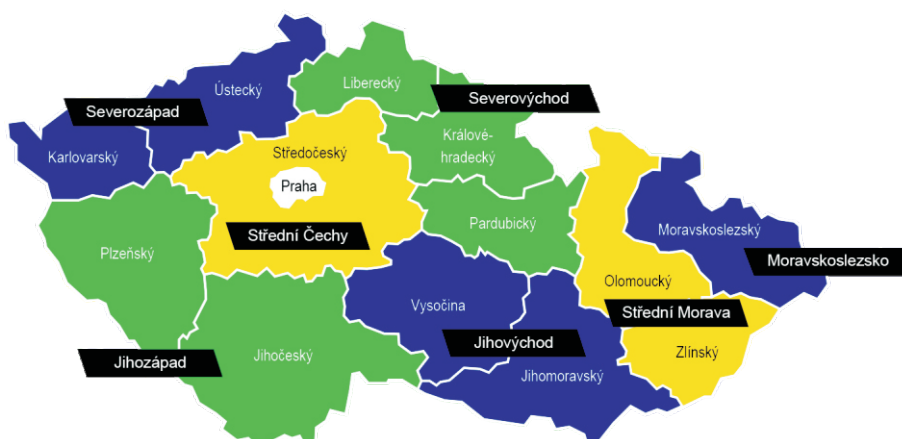 Ústecký
Liberecký
Severozápad
Severovýchod
Karlovarský
Středočeský
Králové-
hradecký
Praha
Plzeňský
Střední Čechy
Pardubický
Moravskoslezský
Moravskoslezsko
Olomoucký
Vysočina
Střední Morava
Jihovýchod
Zlínský
Jihozápad
Jihočeský
Jihomoravský